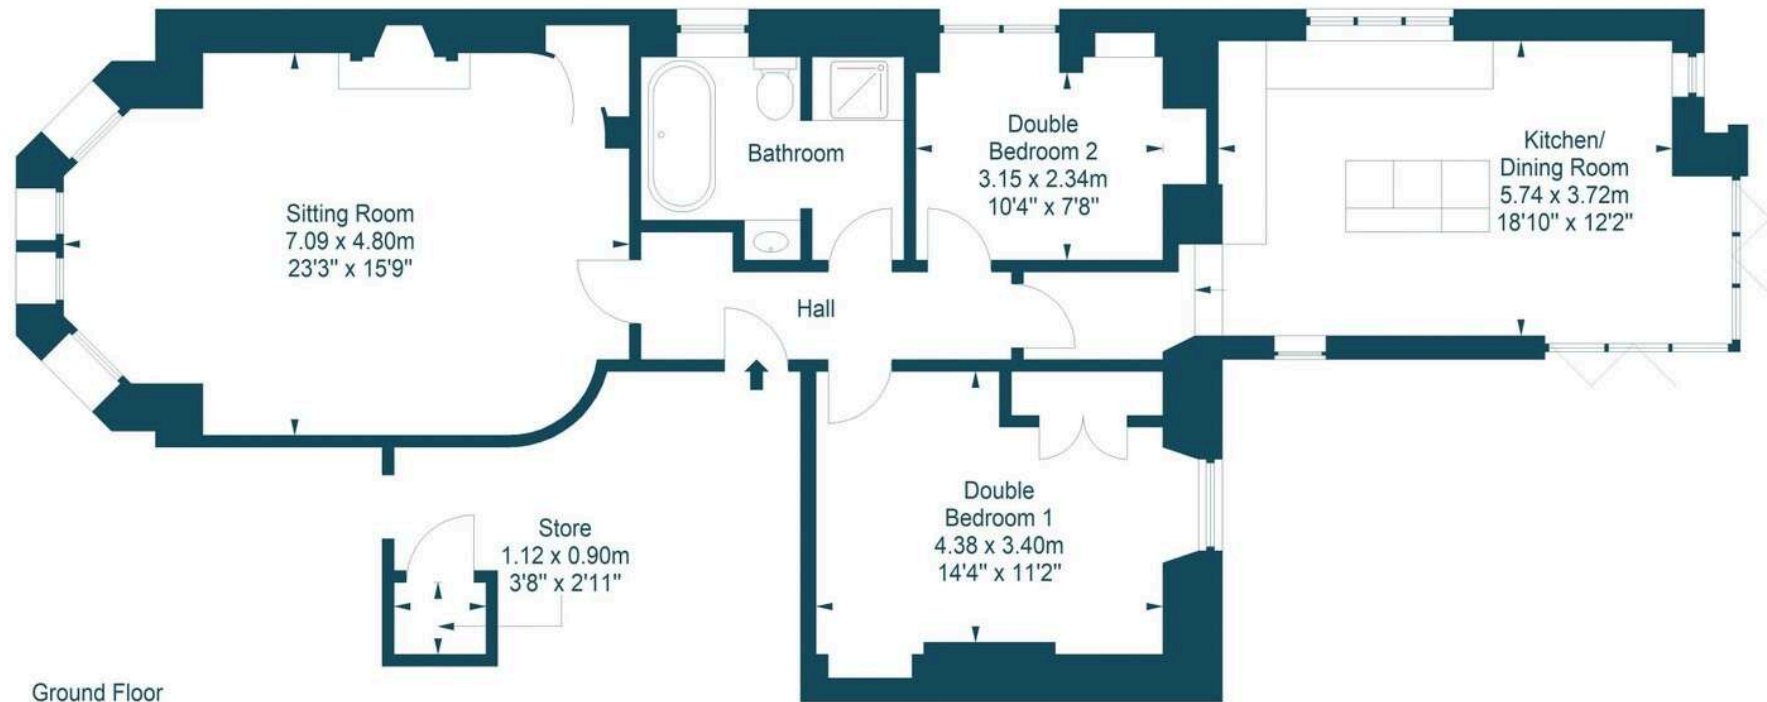 Sitting Room
7.09 x 4.80m
23'3" x 15'9"
Bathroom
Double
Bedroom 2
3.15 x 2.34m
10'4" x 7'8"
Kitchen/
Dining Room
5.74 x 3.72m
18'10" x 12'2"
Hall
Store
1.12 x 0.90m
3'8" x 2'11"
Double
Bedroom 1
4.38 x 3.40m
14'4" x 11'2"
Ground Floor